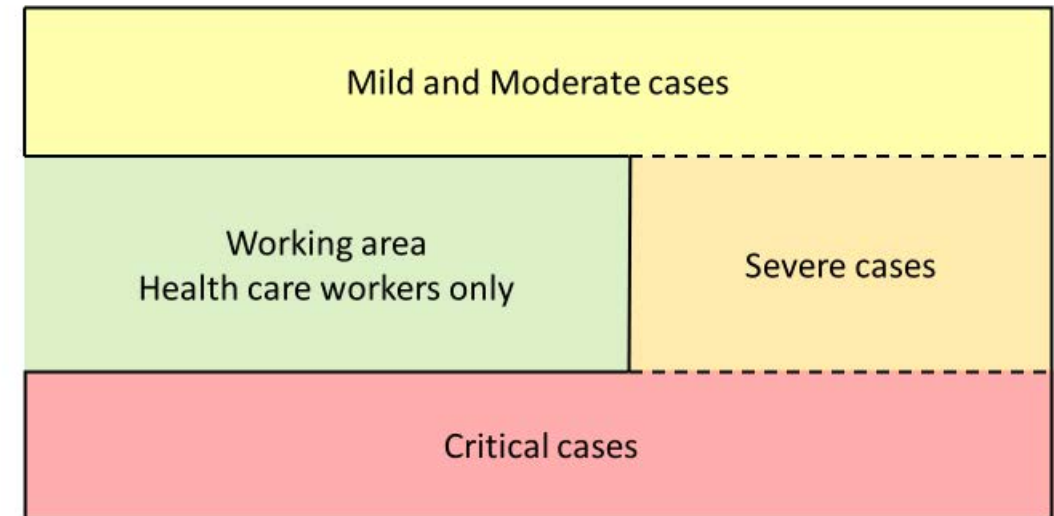 Mild and Moderate cases
Working area
Health care workers only
Severe cases
Critical cases